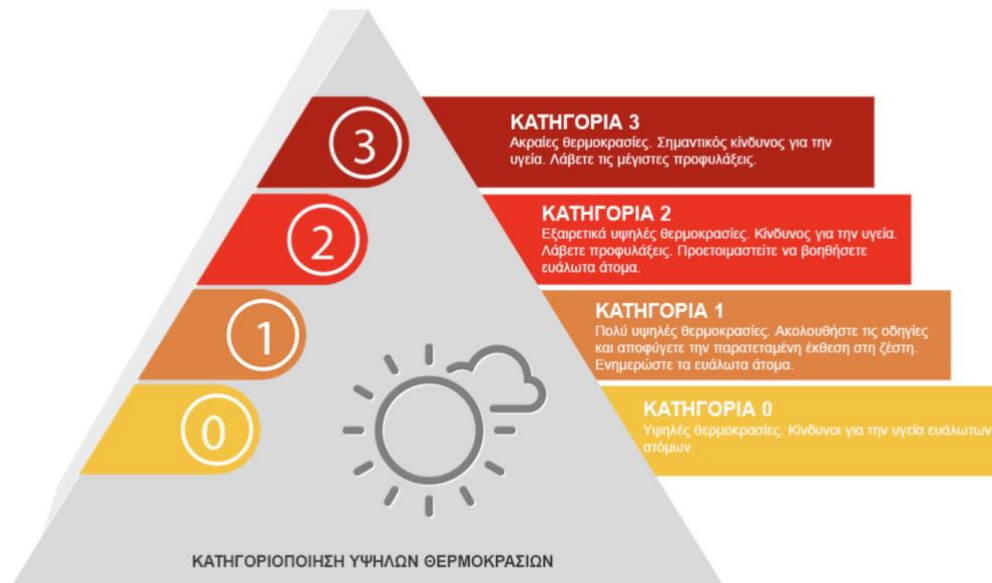 3
ΚΑΤΗΓΟΡΙΑ 3
Ακραίες θερμοκρασίες. Σημαντικός κίνδυνος για την
υγεία. Λάβετε τις μέγιστες προφυλάξεις.
2
ΚΑΤΗΓΟΡΙΑ 2
Εξαιρετικά υψηλές θερμοκρασίες. Κίνδυνος για την υγεία.
Λάβετε προφυλάξεις. Προετοιμαστείτε να βοηθήσετε
ευάλωτα άτομα.
1
ΚΑΤΗΓΟΡΙΑ 1
Πολύ υψηλές θερμοκρασίες. Ακολουθήστε τις οδηγίες
και αποφύγετε την παρατεταμένη έκθεση στη ζέστη.
Ενημερώστε τα ευάλωτα άτομα.
0
ΚΑΤΗΓΟΡΙΑ 0
Υψηλές θερμοκρασίες. Κίνδυνοι για την υγεία ευάλωτων
ατόμων.
ΚΑΤΗΓΟΡΙΟΠΟΙΗΣΗ ΥΨΗΛΩΝ ΘΕΡΜΟΚΡΑΣΙΩΝ